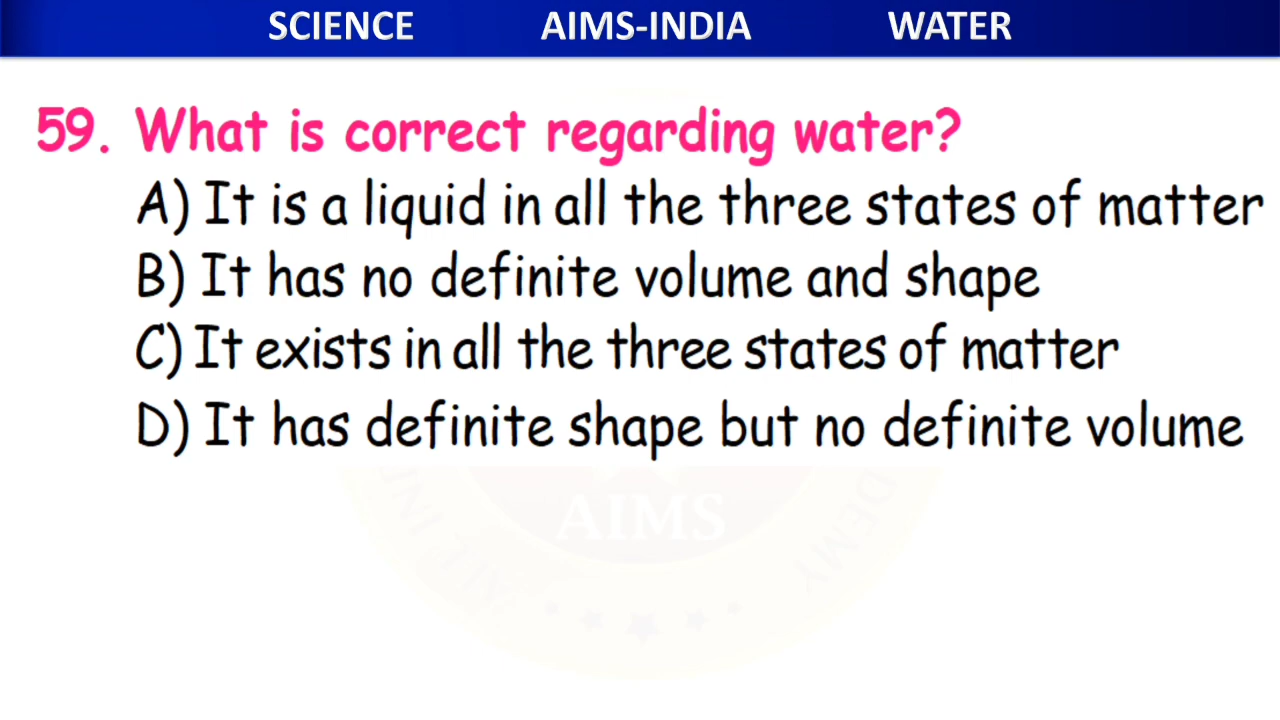 SCIENCE AIMS-INDIA WATER
59. What is correct regarding water?
A) It is a liquid in all the three states of matter
B) It has no definite volume and shape
C) It exists in all the three states of matter
D) It has definite shape but no definite volume
AIMS